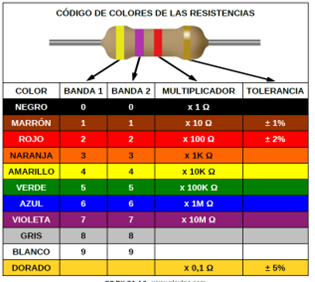 CÓDIGO DE COLORES DE LAS RESISTENCIAS
COLOR BANDA 1 BANDA 2 MULTIPLICADOR TOLERANCIA
NEGRO 0 0 x 1 Ω
MARRÓN 1 1 x 10 Ω ± 1%
ROJO 2 2 x 100 Ω ± 2%
NARANJA 3 3 x 1K Ω
AMARILLO 4 4 x 10K Ω
VERDE 5 5 x 100K Ω
AZUL 6 6 x 1M Ω
VIOLETA 7 7 x 10M Ω
GRIS 8 8
BLANCO 9 9
DORADO x 0,1 Ω ± 5%